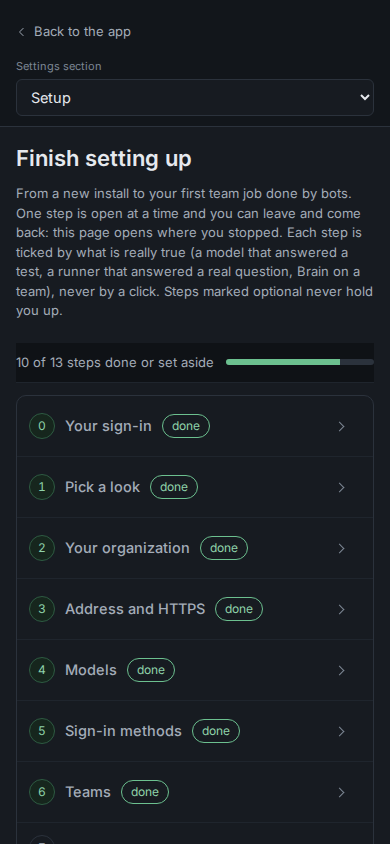 Back to the app
Settings section
Setup
Finish setting up
From a new install to your first team job done by bots.
One step is open at a time and you can leave and come
back: this page opens where you stopped. Each step is
ticked by what is really true (a model that answered a
test, a runner that answered a real question, Brain on a
team), never by a click. Steps marked optional never hold
you up.
10 of 13 steps done or set aside
0 Your sign-in done
1 Pick a look done
2 Your organization done
3 Address and HTTPS done
4 Models done
5 Sign-in methods done
6 Teams done